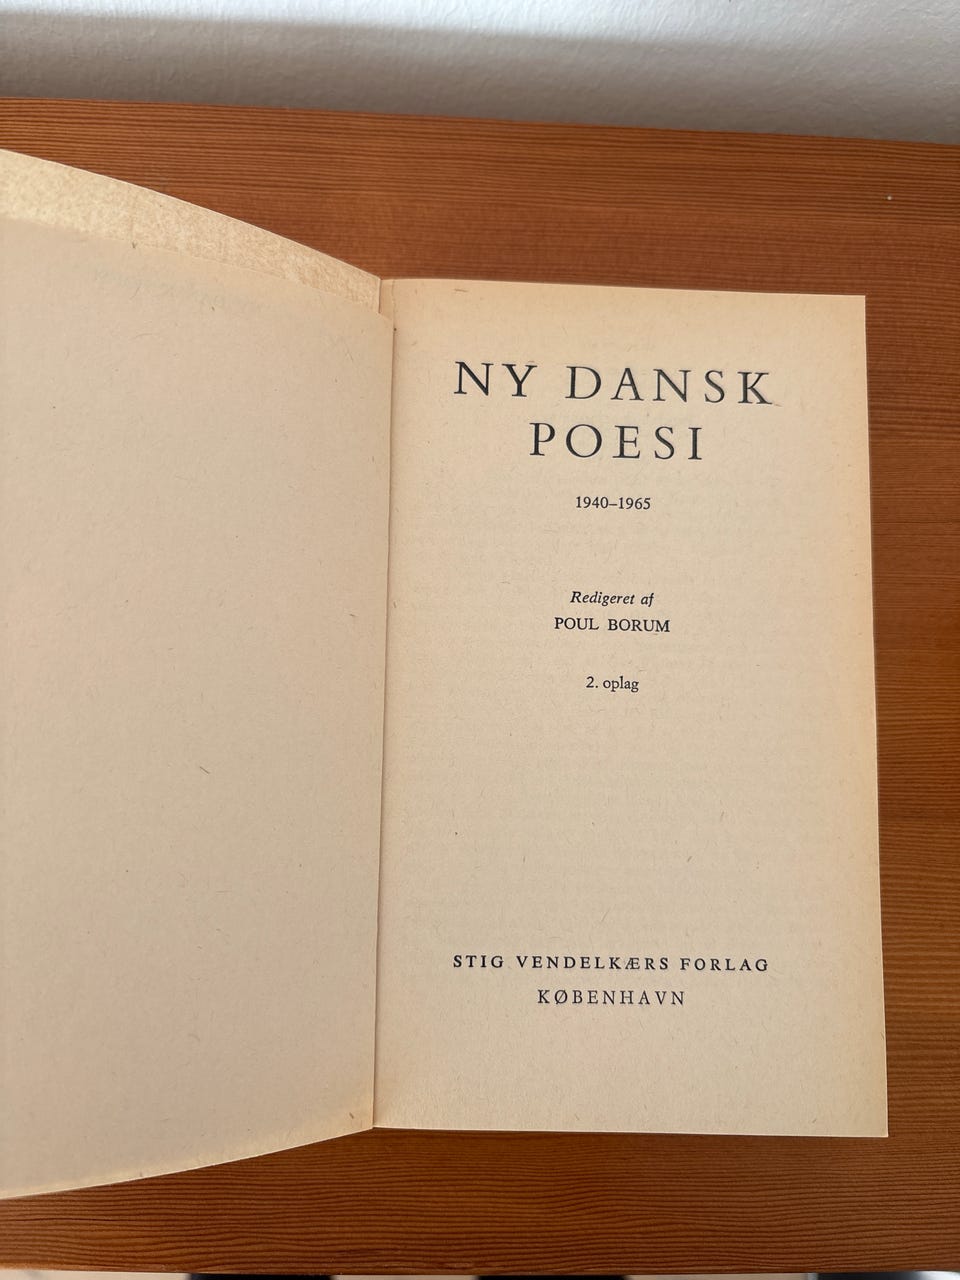 NY DANSK
POESI
1940–1965
Redigeret af
POUL BORUM
2. oplag
STIG VENDELKÆRS FORLAG
KØBENHAVN